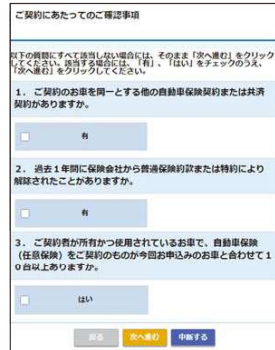 ご契約にあたってのご確認事項
以下の質問にすべて該当しない場合には、そのまま「次へ進む」をクリック
してください。該当する場合には、「有」、「はい」をチェックのうえ、
「次へ進む」をクリックしてください。
1． ご契約のお車を同一とする他の自動車保険契約または共済
契約がありますか。
有
2． 過去１年間に保険会社から普通保険約款または特約により
解除されたことがありますか。
有
3． ご契約者が所有かつ使用されているお車で、自動車保険
（任意保険）をご契約のものが今回お申込みのお車と合わせて１
０台以上ありますか。
はい
戻る 次へ進む 中断する